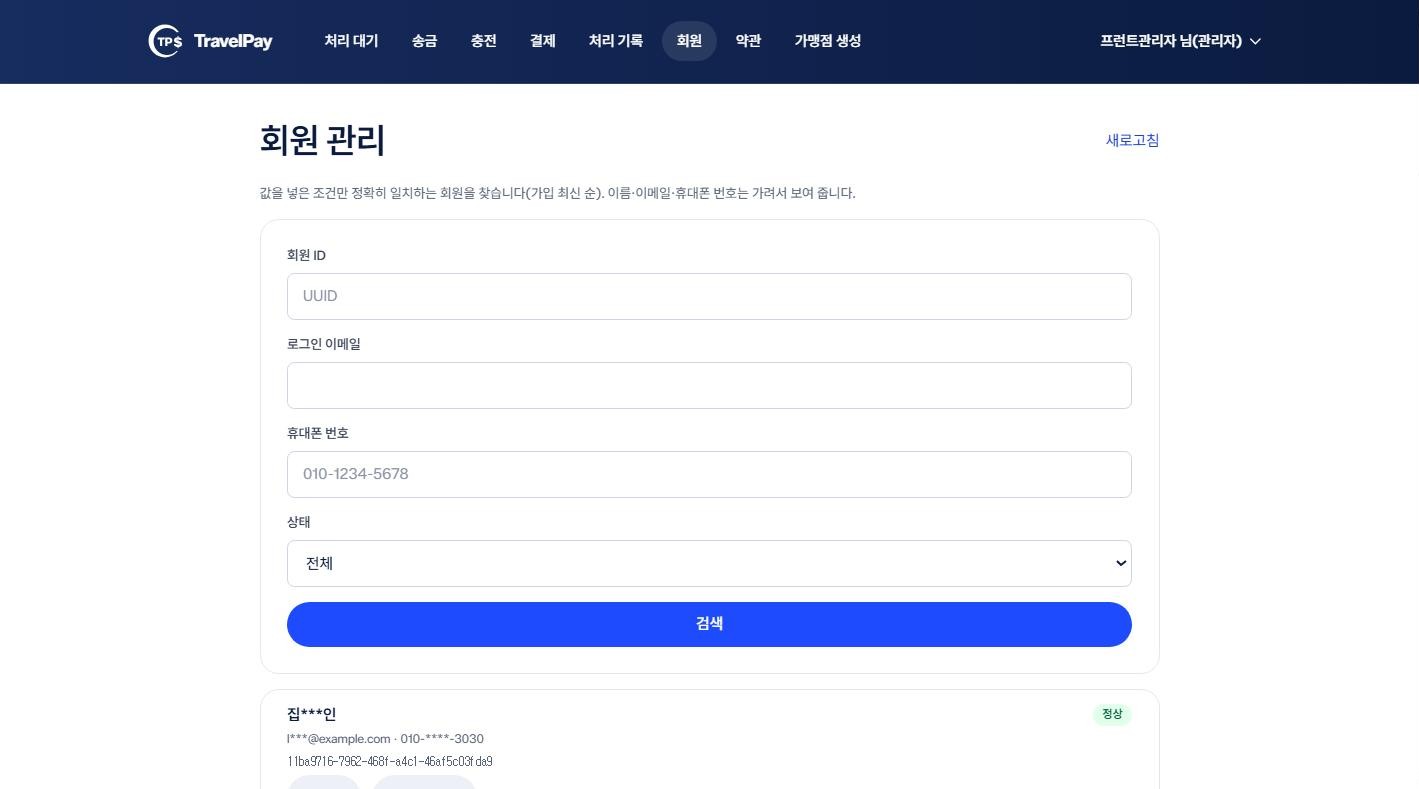 TP$ TravelPay 처리 대기 송금 충전 결제 처리 기록 회원 약관 가맹점 생성 프런트관리자 님(관리자)
회원 관리 새로고침
값을 넣은 조건만 정확히 일치하는 회원을 찾습니다(가입 최신 순). 이름·이메일·휴대폰 번호는 가려서 보여 줍니다.
회원 ID
UUID
로그인 이메일
휴대폰 번호
010-1234-5678
상태
전체
검색
집***인 정상
l***@example.com · 010-****-3030
11ba9716-7962-468f-a4c1-46af5c03fda9